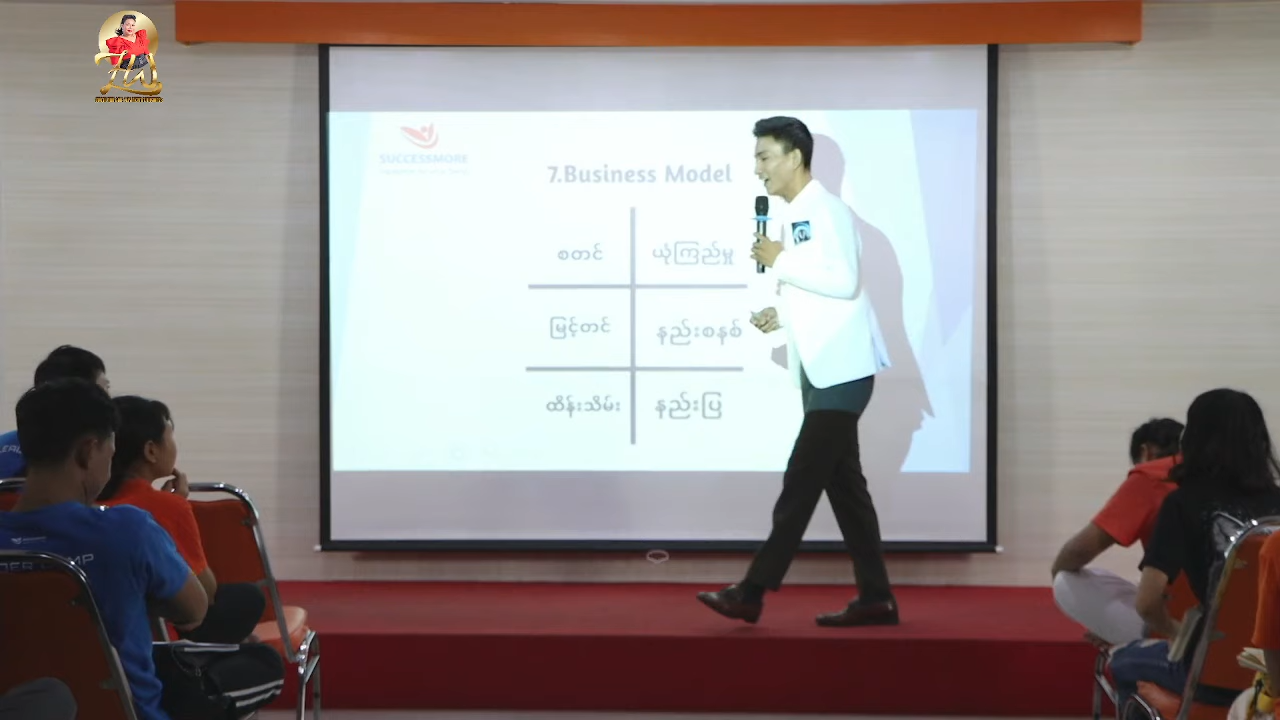 SUCCESSMORE
7.Business Model
စတင် ယုံကြည်မှု
မြင့်တင် နည်းစနစ်
ထိန်းသိမ်း နည်းပြ